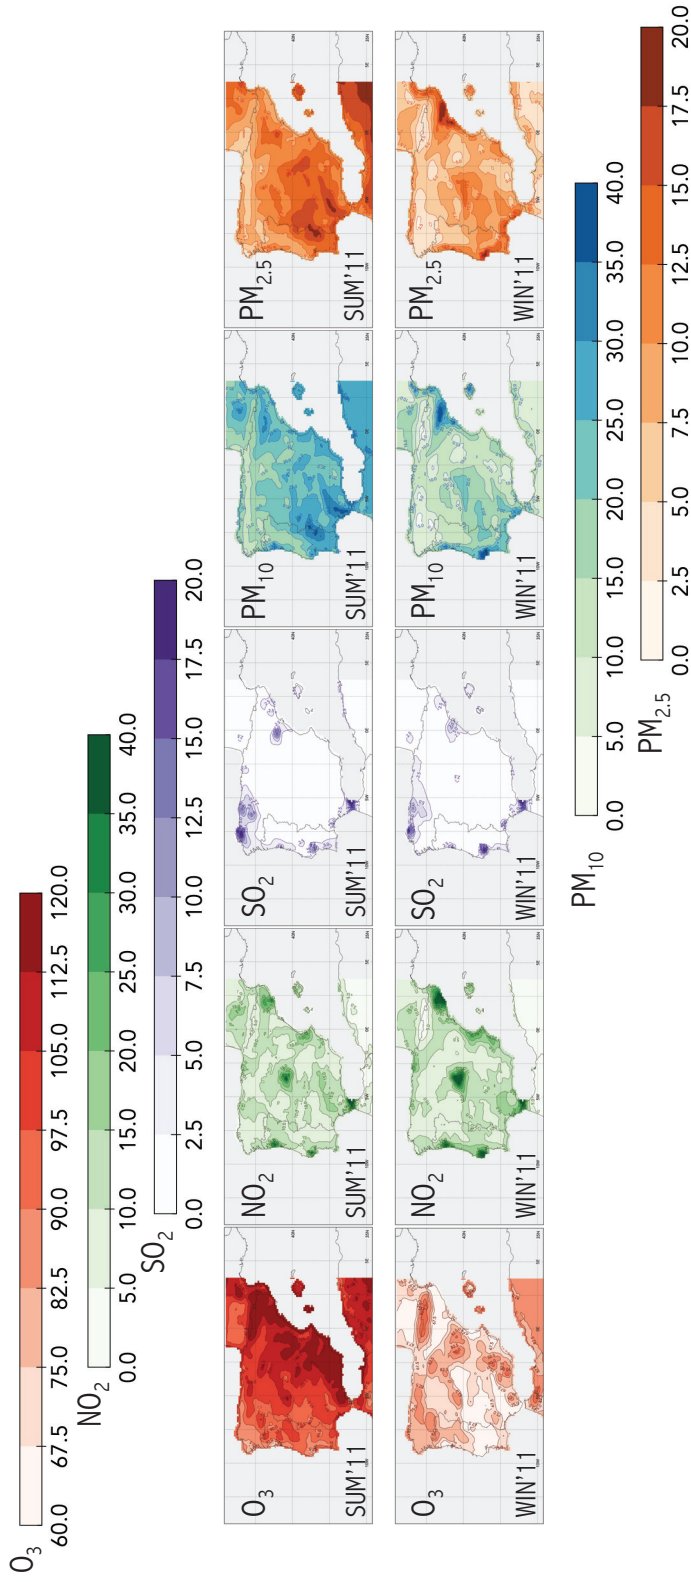 O₃
60.0 67.5 75.0 82.5 90.0 97.5 105.0 112.5 120.0
NO₂
0.0 5.0 10.0 15.0 20.0 25.0 30.0 35.0 40.0
SO₂
0.0 2.5 5.0 7.5 10.0 12.5 15.0 17.5 20.0
O₃ NO₂ SO₂ PM₁₀ PM₂.₅
SUM'11 SUM'11 SUM'11 SUM'11 SUM'11
O₃ NO₂ SO₂ PM₁₀ PM₂.₅
WIN'11 WIN'11 WIN'11 WIN'11 WIN'11
PM₁₀
0.0 5.0 10.0 15.0 20.0 25.0 30.0 35.0 40.0
PM₂.₅
0.0 2.5 5.0 7.5 10.0 12.5 15.0 17.5 20.0